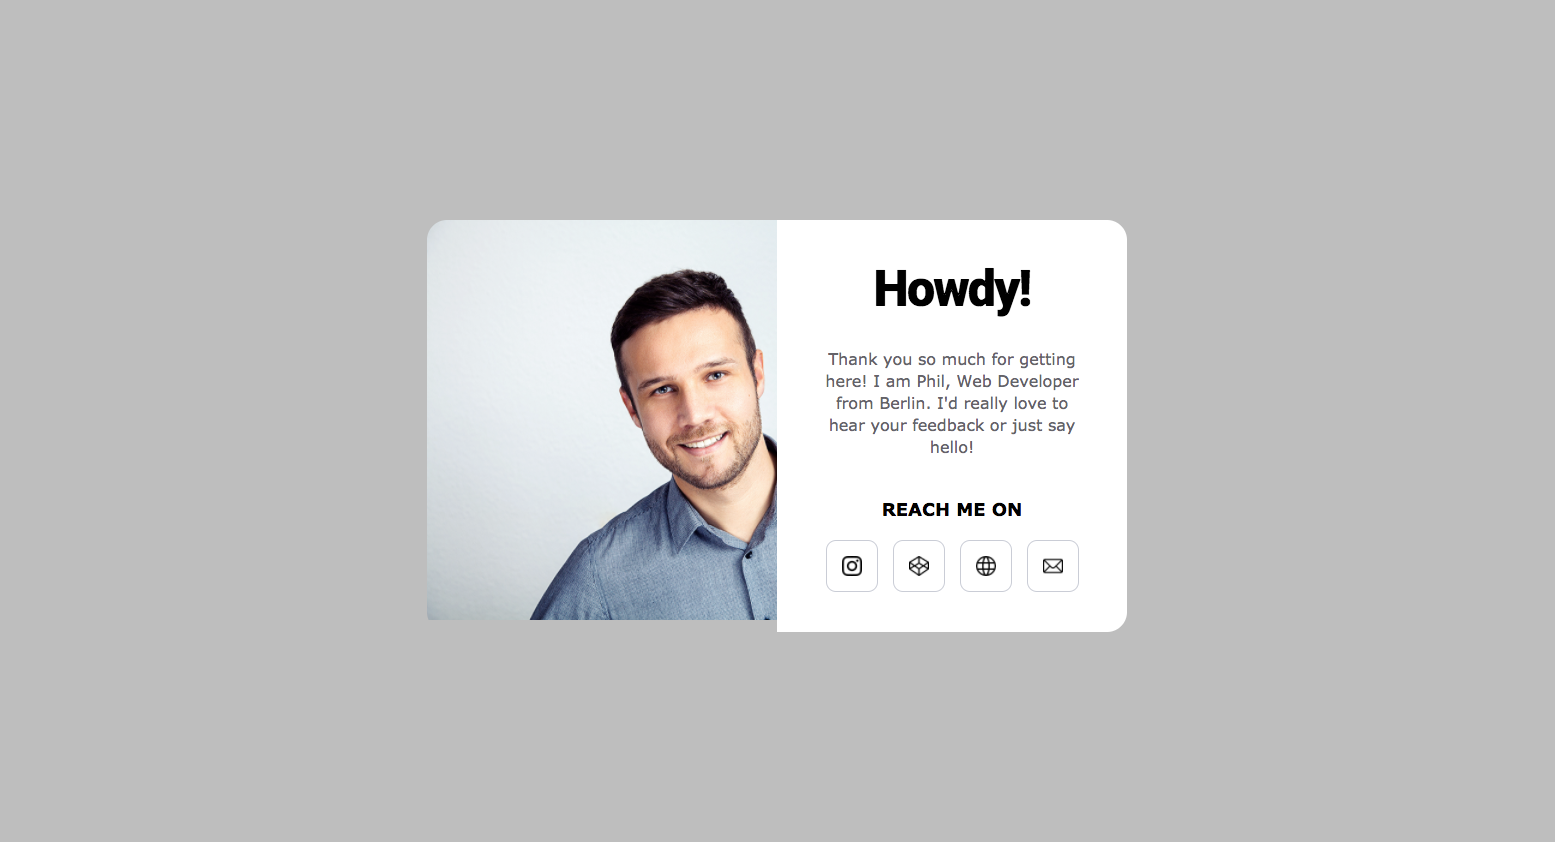 Howdy!
Thank you so much for getting
here! I am Phil, Web Developer
from Berlin. I'd really love to
hear your feedback or just say
hello!
REACH ME ON